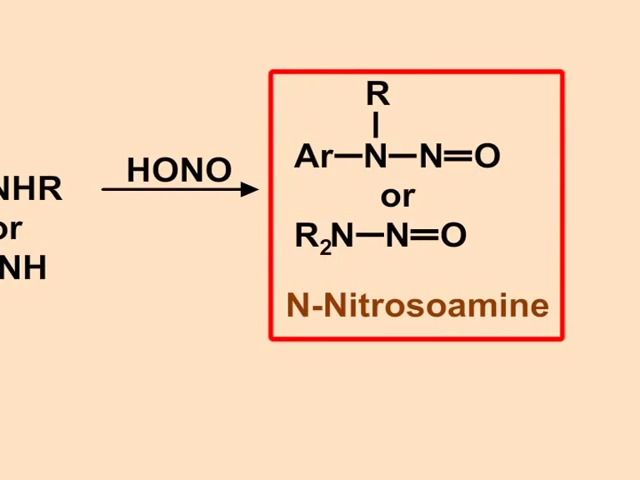 HONO
NHR
or
NH
R
Ar—N—N=O
or
R₂N—N=O
N-Nitrosoamine